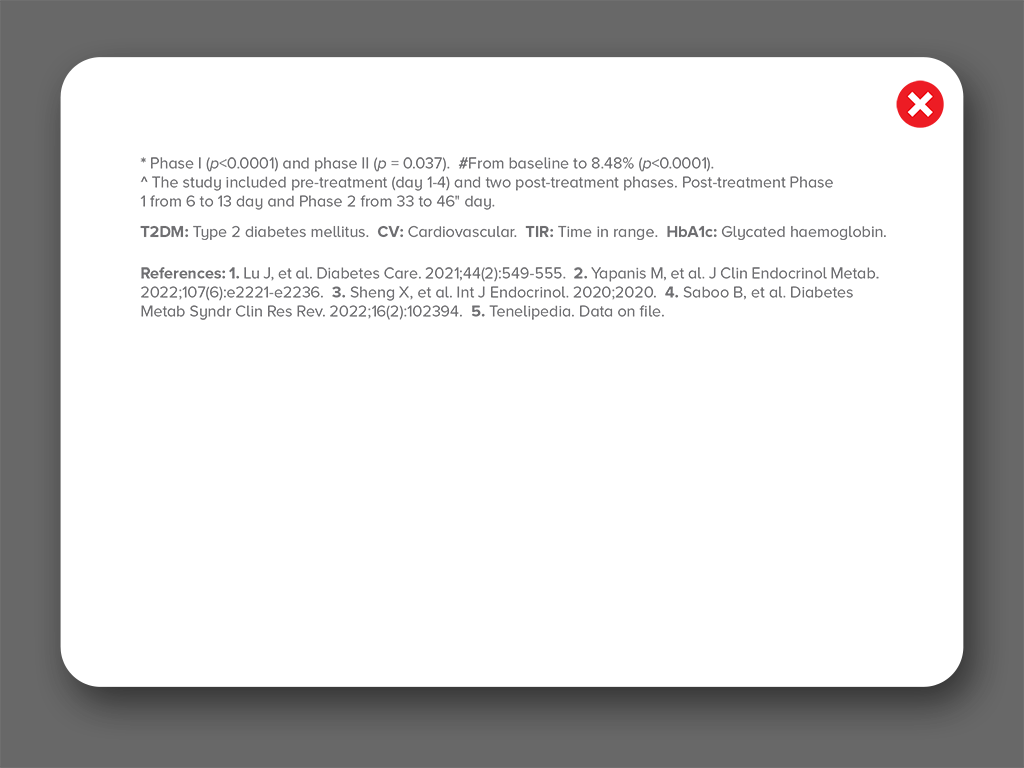 * Phase I (p<0.0001) and phase II (p = 0.037). #From baseline to 8.48% (p<0.0001).
^ The study included pre-treatment (day 1-4) and two post-treatment phases. Post-treatment Phase
1 from 6 to 13 day and Phase 2 from 33 to 46" day.
T2DM: Type 2 diabetes mellitus. CV: Cardiovascular. TIR: Time in range. HbA1c: Glycated haemoglobin.
References: 1. Lu J, et al. Diabetes Care. 2021;44(2):549-555. 2. Yapanis M, et al. J Clin Endocrinol Metab.
2022;107(6):e2221-e2236. 3. Sheng X, et al. Int J Endocrinol. 2020;2020. 4. Saboo B, et al. Diabetes
Metab Syndr Clin Res Rev. 2022;16(2):102394. 5. Tenelipedia. Data on file.